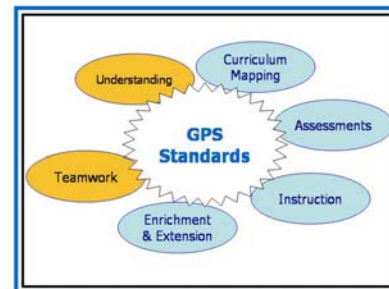 Understanding
Curriculum
Mapping
GPS
Standards
Assessments
Teamwork
Instruction
Enrichment
& Extension